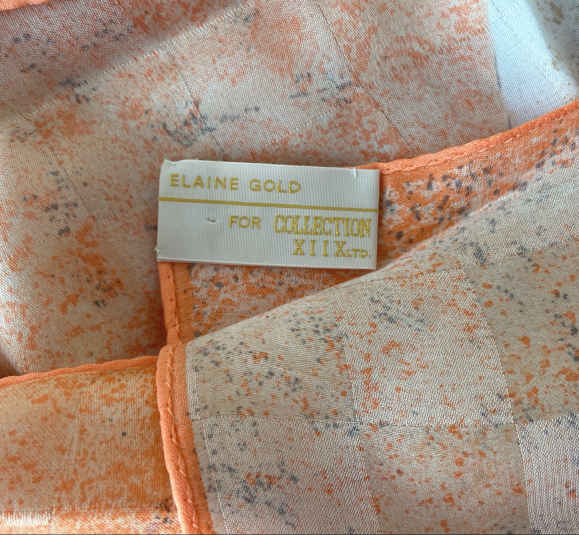 ELAINE GOLD
FOR COLLECTION
XIIX LTD.